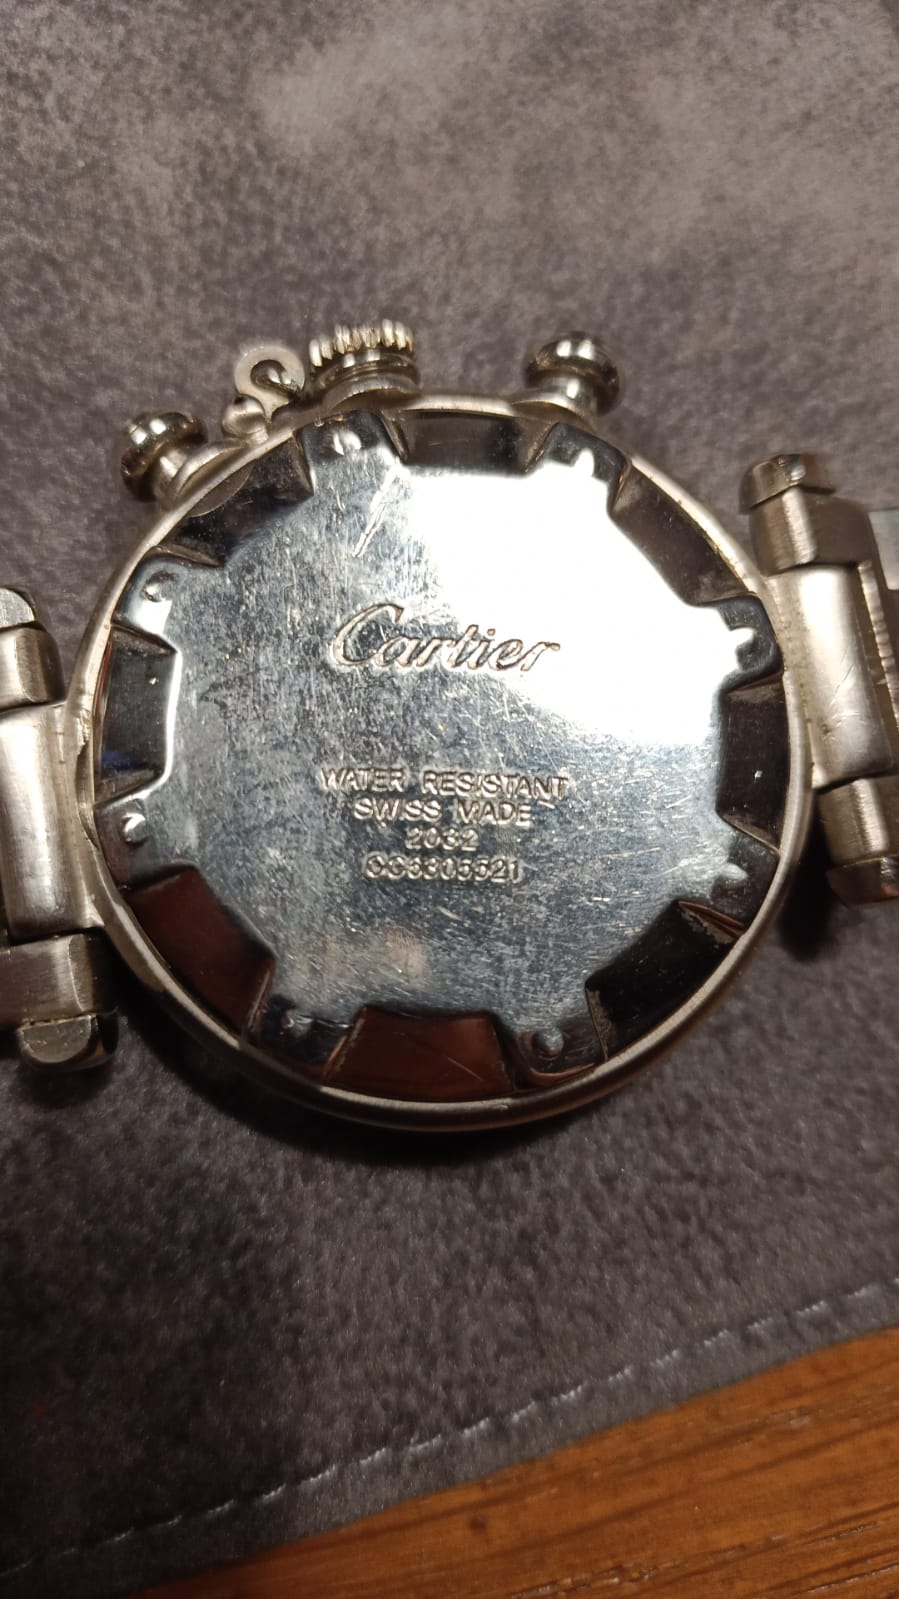 Cartier
WATER RESISTANT
SWISS MADE
2032